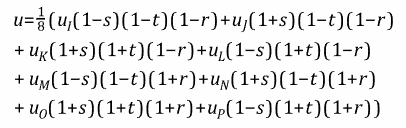 u=⅛(u_I(1−s)(1−t)(1−r)+u_J(1+s)(1−t)(1−r)
+u_K(1+s)(1+t)(1−r)+u_L(1−s)(1+t)(1−r)
+u_M(1−s)(1−t)(1+r)+u_N(1+s)(1−t)(1+r)
+u_O(1+s)(1+t)(1+r)+u_P(1−s)(1+t)(1+r))